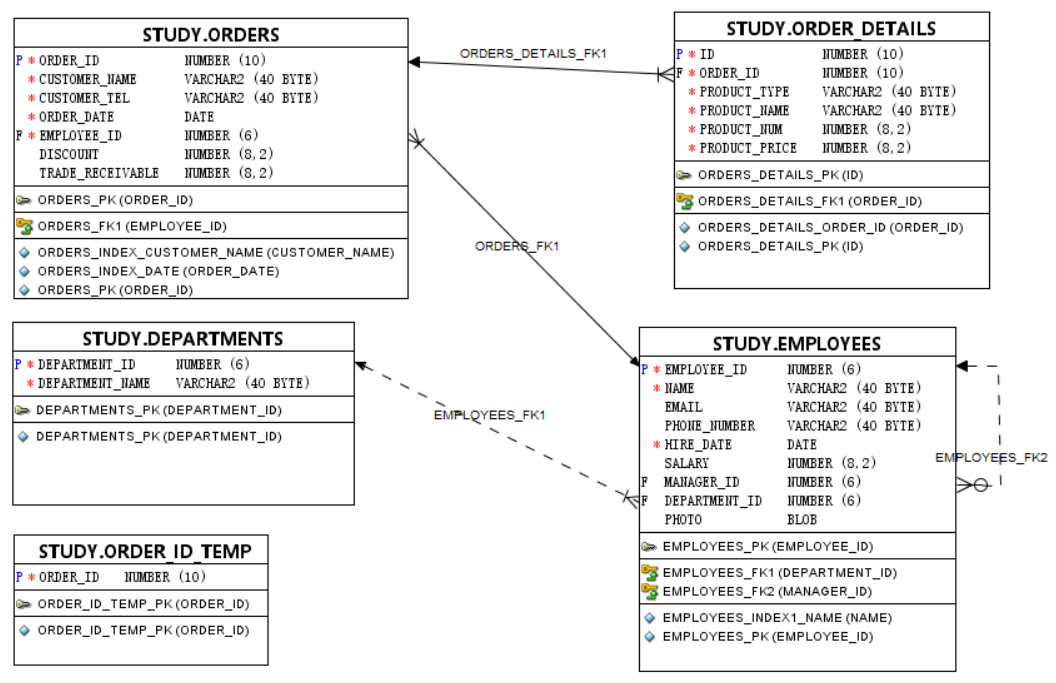 STUDY.ORDERS
P * ORDER_ID NUMBER (10)
* CUSTOMER_NAME VARCHAR2 (40 BYTE)
* CUSTOMER_TEL VARCHAR2 (40 BYTE)
* ORDER_DATE DATE
F * EMPLOYEE_ID NUMBER (6)
DISCOUNT NUMBER (8,2)
TRADE_RECEIVABLE NUMBER (8,2)
ORDERS_PK (ORDER_ID)
ORDERS_FK1 (EMPLOYEE_ID)
ORDERS_INDEX_CUSTOMER_NAME (CUSTOMER_NAME)
ORDERS_INDEX_DATE (ORDER_DATE)
ORDERS_PK (ORDER_ID)
ORDERS_DETAILS_FK1
STUDY.ORDER_DETAILS
P * ID NUMBER (10)
F * ORDER_ID NUMBER (10)
* PRODUCT_TYPE VARCHAR2 (40 BYTE)
* PRODUCT_NAME VARCHAR2 (40 BYTE)
* PRODUCT_NUM NUMBER (8,2)
* PRODUCT_PRICE NUMBER (8,2)
ORDERS_DETAILS_PK (ID)
ORDERS_DETAILS_FK1 (ORDER_ID)
ORDERS_DETAILS_ORDER_ID (ORDER_ID)
ORDERS_DETAILS_PK (ID)
ORDERS_FK1
STUDY.DEPARTMENTS
P * DEPARTMENT_ID NUMBER (6)
* DEPARTMENT_NAME VARCHAR2 (40 BYTE)
DEPARTMENTS_PK (DEPARTMENT_ID)
DEPARTMENTS_PK (DEPARTMENT_ID)
EMPLOYEES_FK1
STUDY.EMPLOYEES
P * EMPLOYEE_ID NUMBER (6)
* NAME VARCHAR2 (40 BYTE)
EMAIL VARCHAR2 (40 BYTE)
PHONE_NUMBER VARCHAR2 (40 BYTE)
* HIRE_DATE DATE
SALARY NUMBER (8,2)
F MANAGER_ID NUMBER (6)
F DEPARTMENT_ID NUMBER (6)
PHOTO BLOB
EMPLOYEES_PK (EMPLOYEE_ID)
EMPLOYEES_FK1 (DEPARTMENT_ID)
EMPLOYEES_FK2 (MANAGER_ID)
EMPLOYEES_INDEX1_NAME (NAME)
EMPLOYEES_PK (EMPLOYEE_ID)
EMPLOYEES_FK2
STUDY.ORDER_ID_TEMP
P * ORDER_ID NUMBER (10)
ORDER_ID_TEMP_PK (ORDER_ID)
ORDER_ID_TEMP_PK (ORDER_ID)